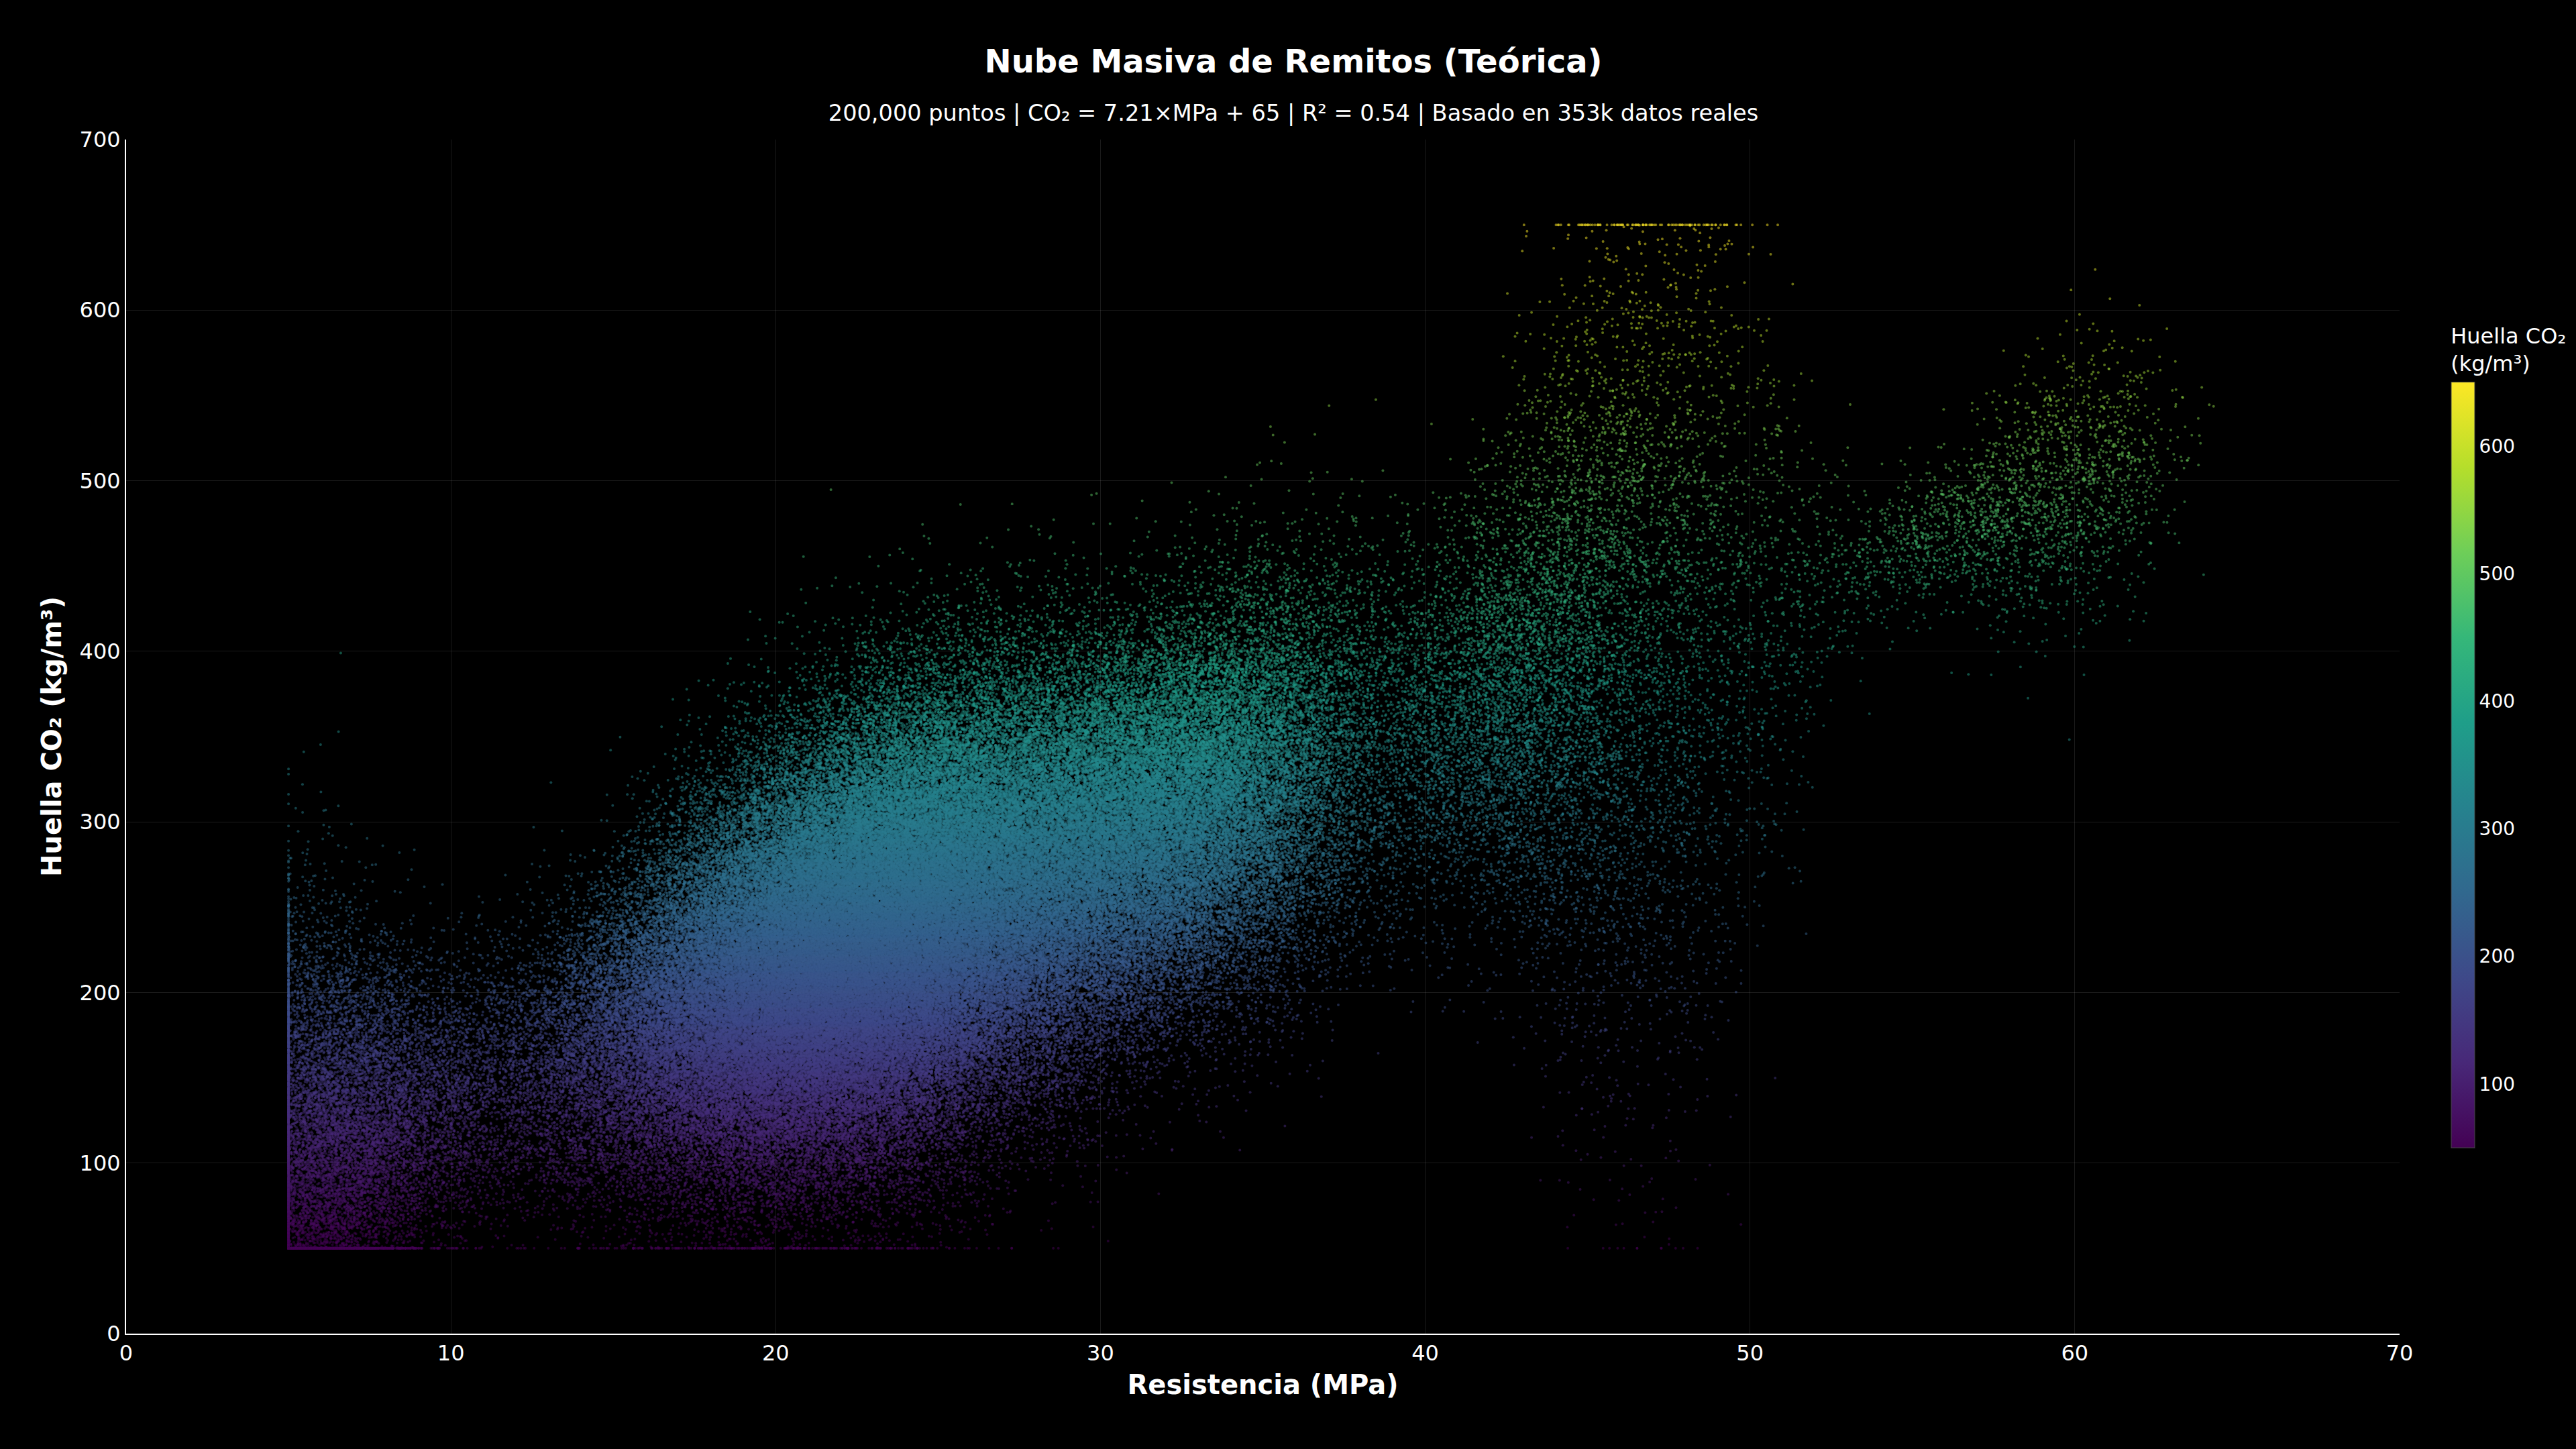 Nube Masiva de Remitos (Teórica)
200,000 puntos | CO₂ = 7.21×MPa + 65 | R² = 0.54 | Basado en 353k datos reales
700
600
500
400
300
200
100
0
Huella CO₂ (kg/m³)
0 10 20 30 40 50 60 70
Resistencia (MPa)
Huella CO₂
(kg/m³)
600
500
400
300
200
100